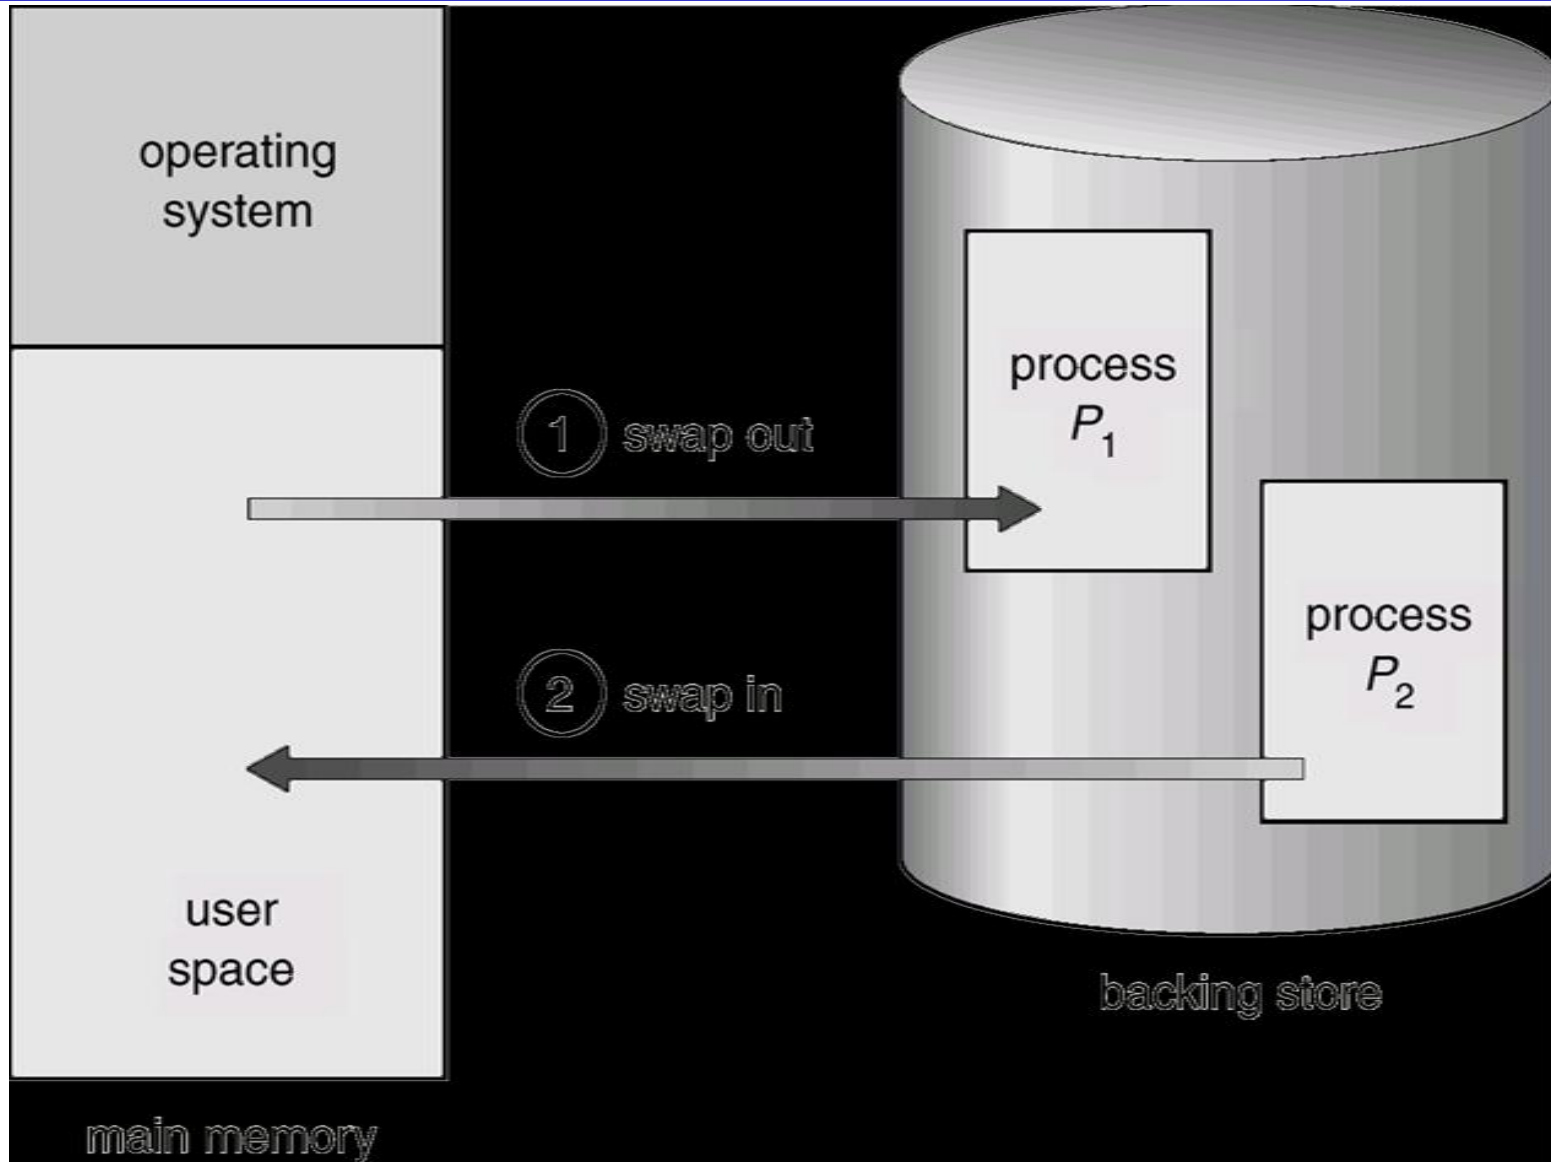 operating
system
process
P1
1 swap out
process
P2
2 swap in
user
space
backing store
main memory